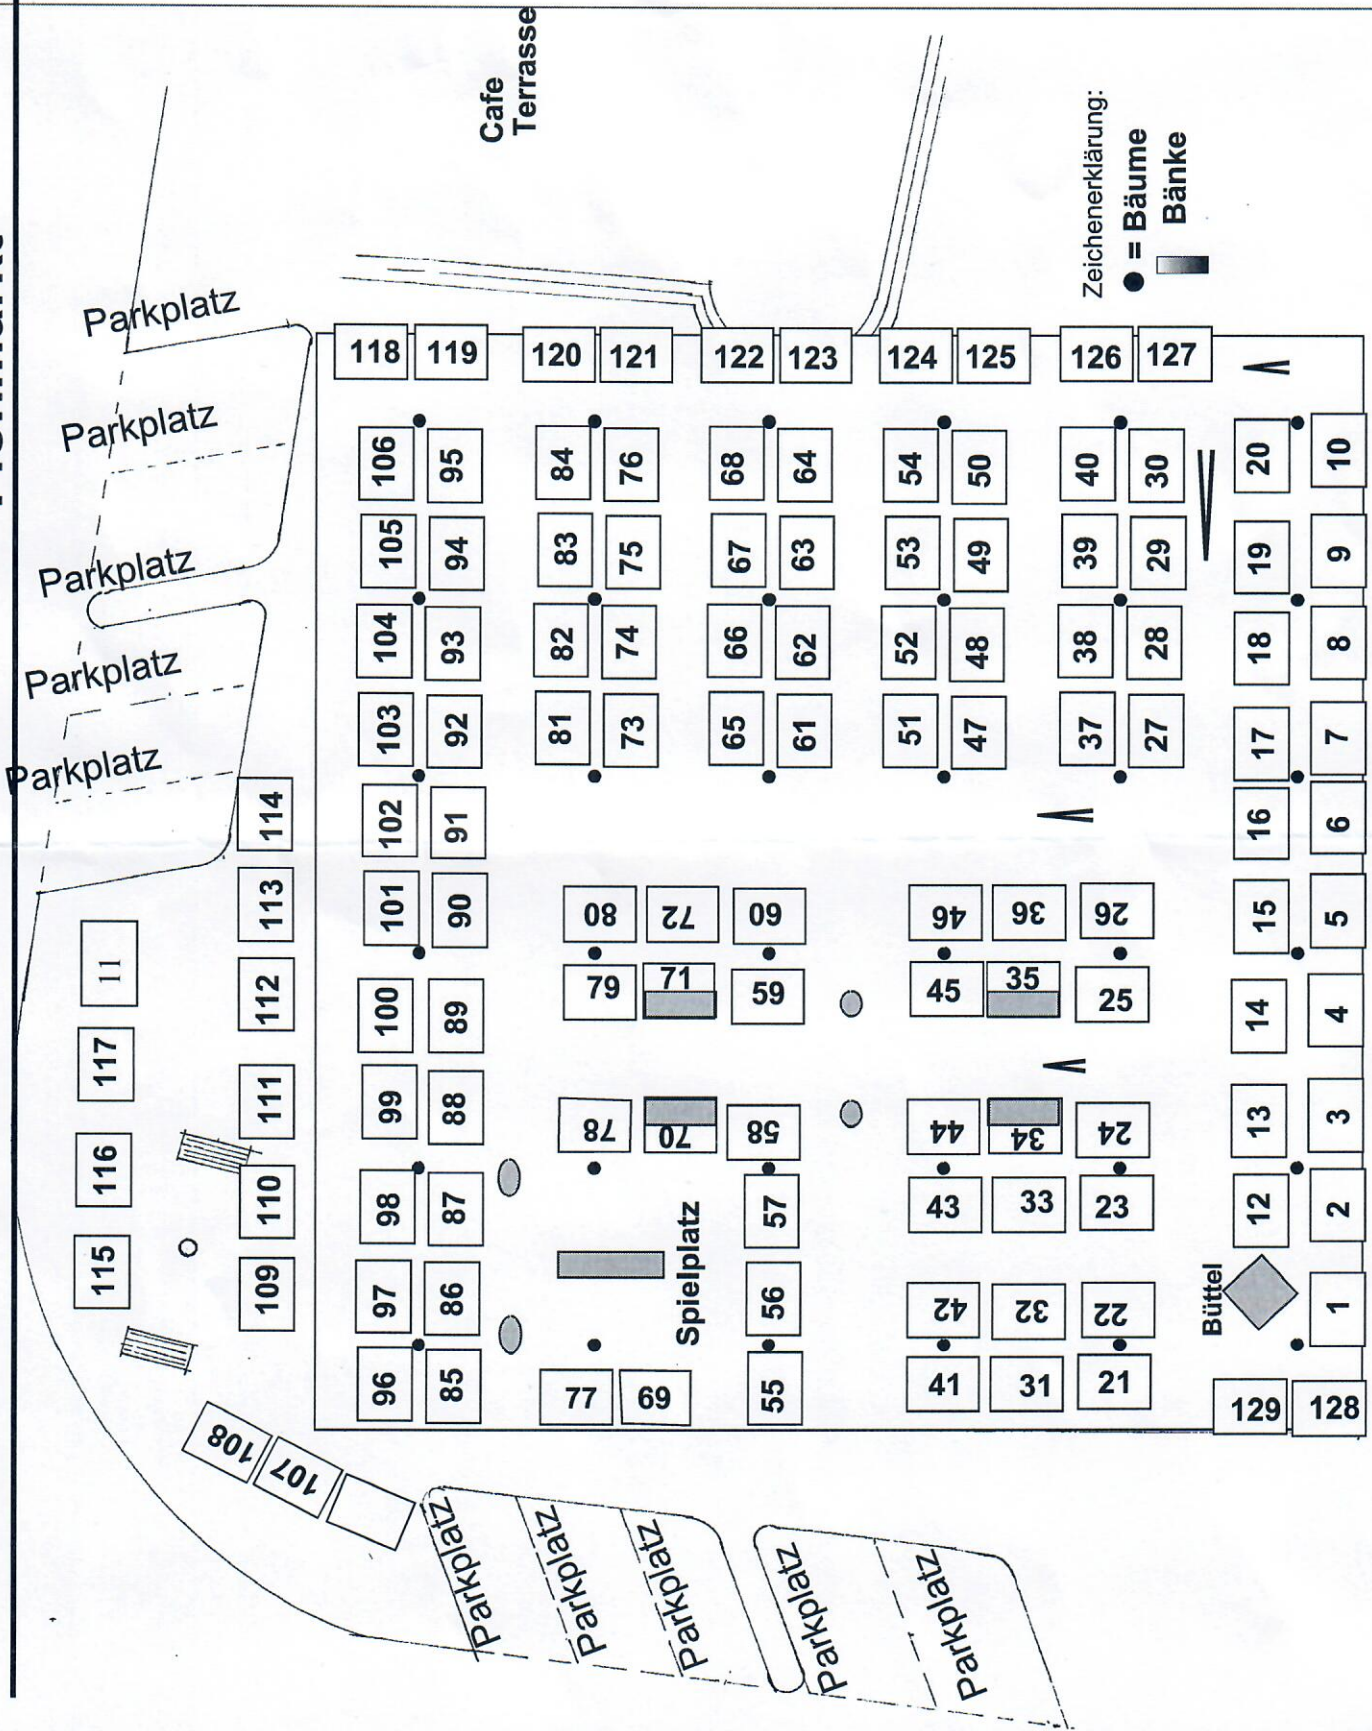 Cafe
Terrasse
Parkplatz
Parkplatz
Parkplatz
Parkplatz
Parkplatz
Zeichenerklärung:
= Bäume
Bänke
118 119 120 121 122 123 124 125 126 127
106 95 84 76 68 64 54 50 40 30 20 10
105 94 83 75 67 63 53 49 39 29 19 9
104 93 82 74 66 62 52 48 38 28 18 8
103 92 81 73 65 61 51 47 37 27 17 7
114 102 91 16 6
113 101 90 80 72 60 46 36 26 15 5
11 112 100 89 79 71 59 45 35 25 14 4
117 111 99 88 78 70 58 44 34 24 13 3
116 110 98 87 57 43 33 23 12 2
Spielplatz
Büttel
115 109 97 86 56 42 32 22 1
96 85 77 69 55 41 31 21 129 128
108
107
Parkplatz
Parkplatz
Parkplatz
Parkplatz
Parkplatz